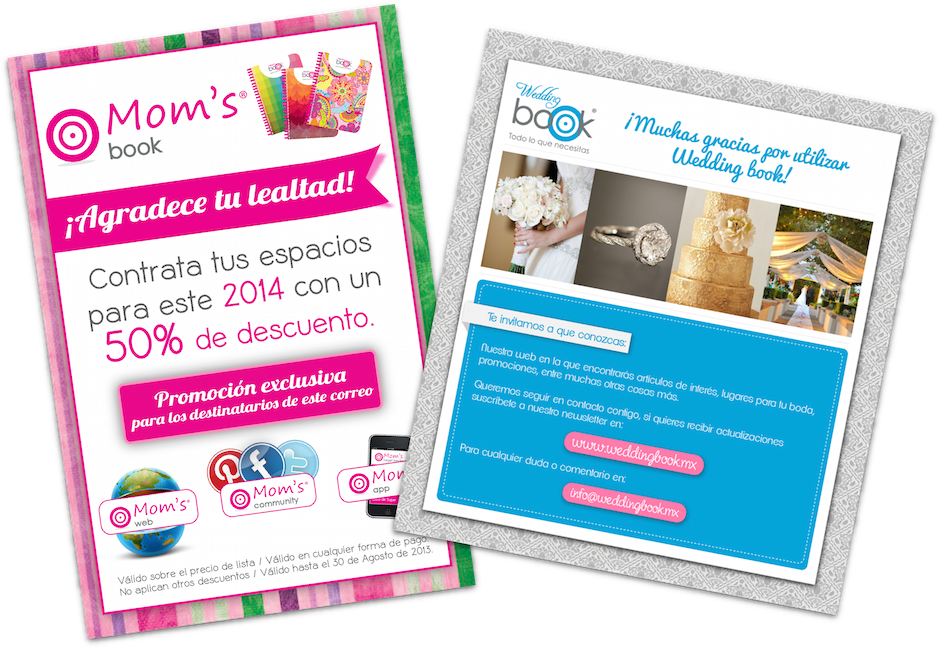 Mom's®
book
¡Agradece tu lealtad!
Contrata tus espacios
para este 2014 con un
50% de descuento.
Promoción exclusiva
para los destinatarios de este correo
Mom's®
web
Mom's®
community
Mom's
app
Válido sobre el precio de lista / Válido en cualquier forma de pago
No aplican otros descuentos / Válido hasta el 30 de Agosto de 2013.
Wedding
book®
Todo lo que necesitas
¡Muchas gracias por utilizar
Wedding book!
Te invitamos a que conozcas:
Nuestra web en la que encontrarás artículos de interés, lugares para tu boda,
promociones, entre muchas otras cosas más.
Queremos seguir en contacto contigo, si quieres recibir actualizaciones
suscríbete a nuestro newsletter en:
www.weddingbook.mx
Para cualquier duda o comentario en:
info@weddingbook.mx